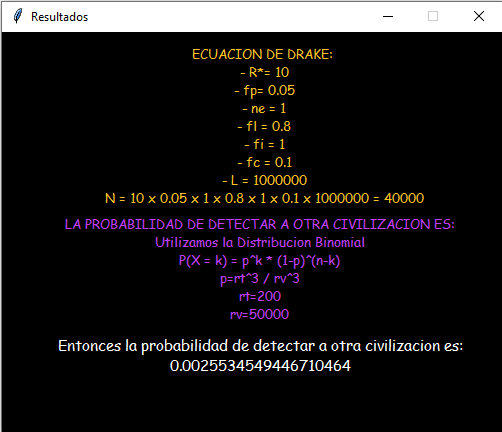 Resultados
ECUACION DE DRAKE:
- R*= 10
- fp= 0.05
- ne = 1
- fl = 0.8
- fi = 1
- fc = 0.1
- L = 1000000
N = 10 x 0.05 x 1 x 0.8 x 1 x 0.1 x 1000000 = 40000
LA PROBABILIDAD DE DETECTAR A OTRA CIVILIZACION ES:
Utilizamos la Distribucion Binomial
P(X = k) = p^k * (1-p)^(n-k)
p=rt^3 / rv^3
rt=200
rv=50000
Entonces la probabilidad de detectar a otra civilizacion es:
0.0025534549446710464